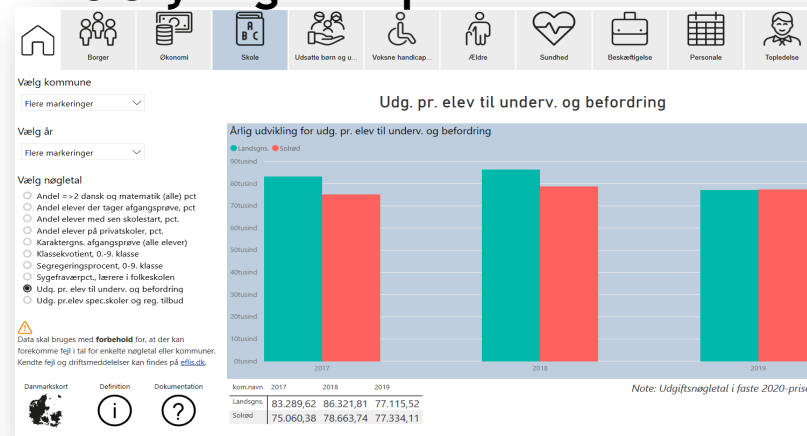 Borger
Økonomi
A
B C
Skole
Udsatte børn og u...
Voksne handicap...
Ældre
Sundhed
Beskæftigelse
Personale
Topledelse
Vælg kommune
Flere markeringer
Vælg år
Flere markeringer
Vælg nøgletal
Andel =>2 dansk og matematik (alle) pct
Andel elever der tager afgangsprøve, pct
Andel elever med sen skolestart, pct.
Andel elever på privatskoler, pct.
Karaktergns. afgangsprøve (alle elever)
Klassekvotient, 0.-9. klasse
Segregeringsprocent, 0-9. klasse
Sygefraværpct., lærere i folkeskolen
Udg. pr. elev til underv. og befordring
Udg. pr.elev spec.skoler og reg. tilbud
Data skal bruges med forbehold for, at der kan
forekomme fejl i tal for enkelte nøgletal eller kommuner.
Kendte fejl og driftsmeddelelser kan findes på eflis.dk.
Danmarkskort
Definition
Dokumentation
i
?
Udg. pr. elev til underv. og befordring
Årlig udvikling for udg. pr. elev til underv. og befordring
Landsgns. Solrød
90tusind
80tusind
70tusind
60tusind
50tusind
40tusind
30tusind
20tusind
10tusind
0tusind
2017
2018
2019
kom.navn 2017 2018 2019
Landsgns. 83.289,62 86.321,81 77.115,52
Solrød 75.060,38 78.663,74 77.334,11
Note: Udgiftsnøgletal i faste 2020-prise